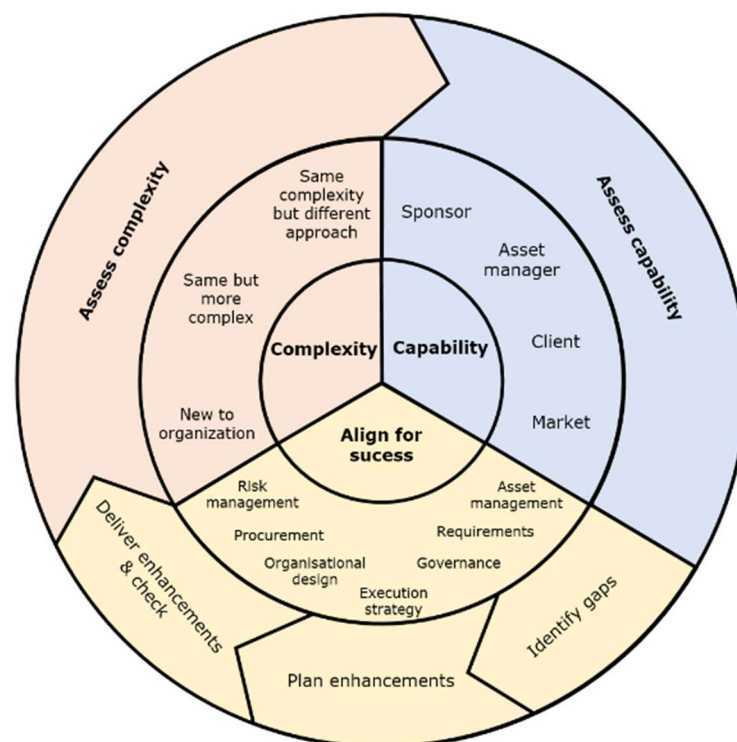 Assess complexity
Assess capability
Same
complexity
but different
approach
Same but
more
complex
New to
organization
Sponsor
Asset
manager
Client
Market
Complexity
Capability
Align for
sucess
Risk
management
Procurement
Organisational
design
Execution
strategy
Governance
Requirements
Asset
management
Identify gaps
Plan enhancements
Deliver enhancements
& check